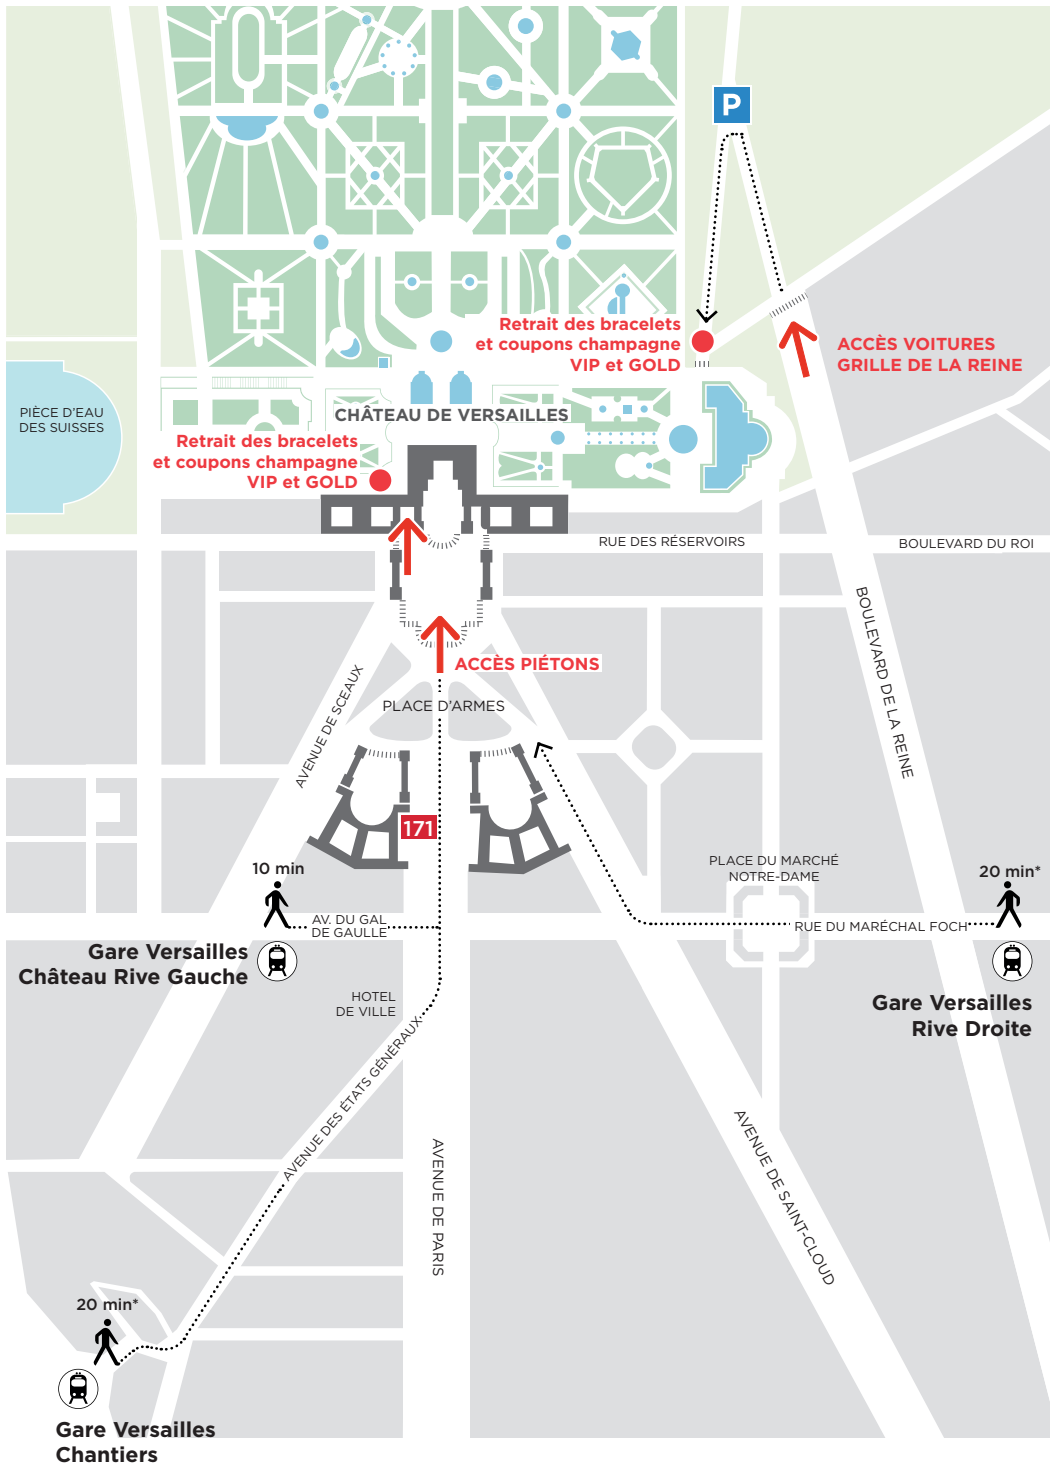 P
Retrait des bracelets
et coupons champagne
VIP et GOLD
ACCÈS VOITURES
GRILLE DE LA REINE
PIÈCE D'EAU
DES SUISSES
CHÂTEAU DE VERSAILLES
Retrait des bracelets
et coupons champagne
VIP et GOLD
RUE DES RÉSERVOIRS
BOULEVARD DU ROI
BOULEVARD DE LA REINE
ACCÈS PIÉTONS
AVENUE DE SCEAUX
PLACE D'ARMES
171
10 min
PLACE DU MARCHÉ
NOTRE-DAME
20 min*
AV. DU GAL
DE GAULLE
RUE DU MARÉCHAL FOCH
Gare Versailles
Château Rive Gauche
HOTEL
DE VILLE
Gare Versailles
Rive Droite
AVENUE DES ÉTATS GÉNÉRAUX
AVENUE DE PARIS
AVENUE DE SAINT-CLOUD
20 min*
Gare Versailles
Chantiers